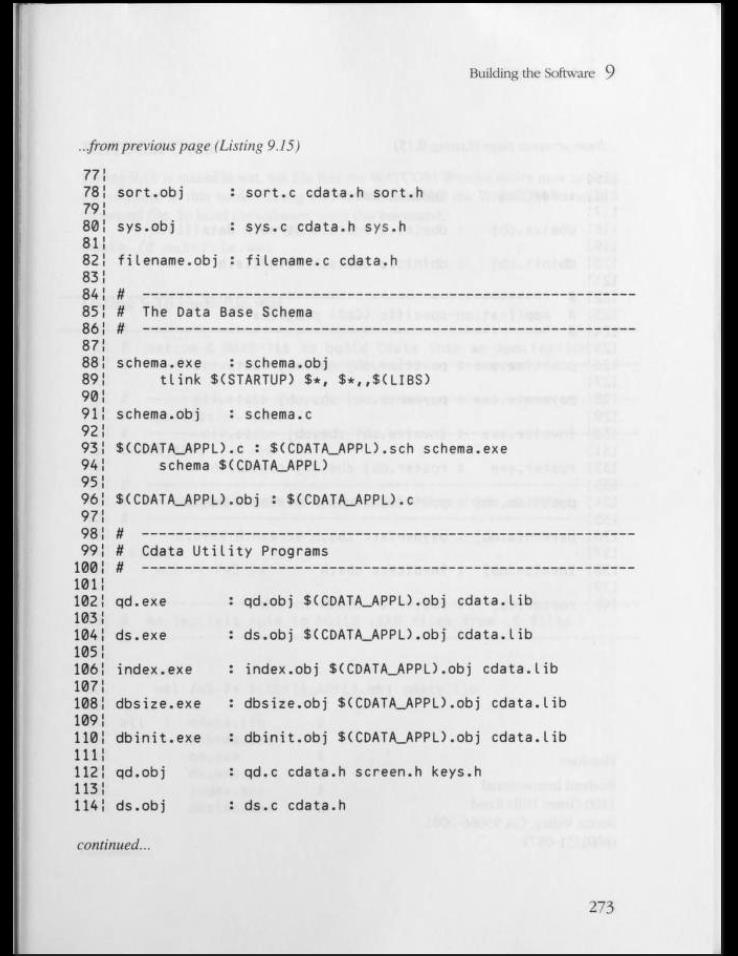 Building the Software 9
...from previous page (Listing 9.15)
77¦
78¦ sort.obj      : sort.c cdata.h sort.h
79¦
80¦ sys.obj       : sys.c cdata.h sys.h
81¦
82¦ filename.obj : filename.c cdata.h
83¦
84¦ #  --------------------------------------------------
85¦ #  The Data Base Schema
86¦ #  --------------------------------------------------
87¦
88¦ schema.exe    : schema.obj
89¦      tlink $(STARTUP) $*, $*,,$(LIBS)
90¦
91¦ schema.obj    : schema.c
92¦
93¦ $(CDATA_APPL).c : $(CDATA_APPL).sch schema.exe
94¦      schema $(CDATA_APPL)
95¦
96¦ $(CDATA_APPL).obj : $(CDATA_APPL).c
97¦
98¦ #  --------------------------------------------------
99¦ #  Cdata Utility Programs
100¦ #  --------------------------------------------------
101¦
102¦ qd.exe        : qd.obj $(CDATA_APPL).obj cdata.lib
103¦
104¦ ds.exe        : ds.obj $(CDATA_APPL).obj cdata.lib
105¦
106¦ index.exe     : index.obj $(CDATA_APPL).obj cdata.lib
107¦
108¦ dbsize.exe    : dbsize.obj $(CDATA_APPL).obj cdata.lib
109¦
110¦ dbinit.exe    : dbinit.obj $(CDATA_APPL).obj cdata.lib
111¦
112¦ qd.obj        : qd.c cdata.h screen.h keys.h
113¦
114¦ ds.obj        : ds.c cdata.h
continued...
273